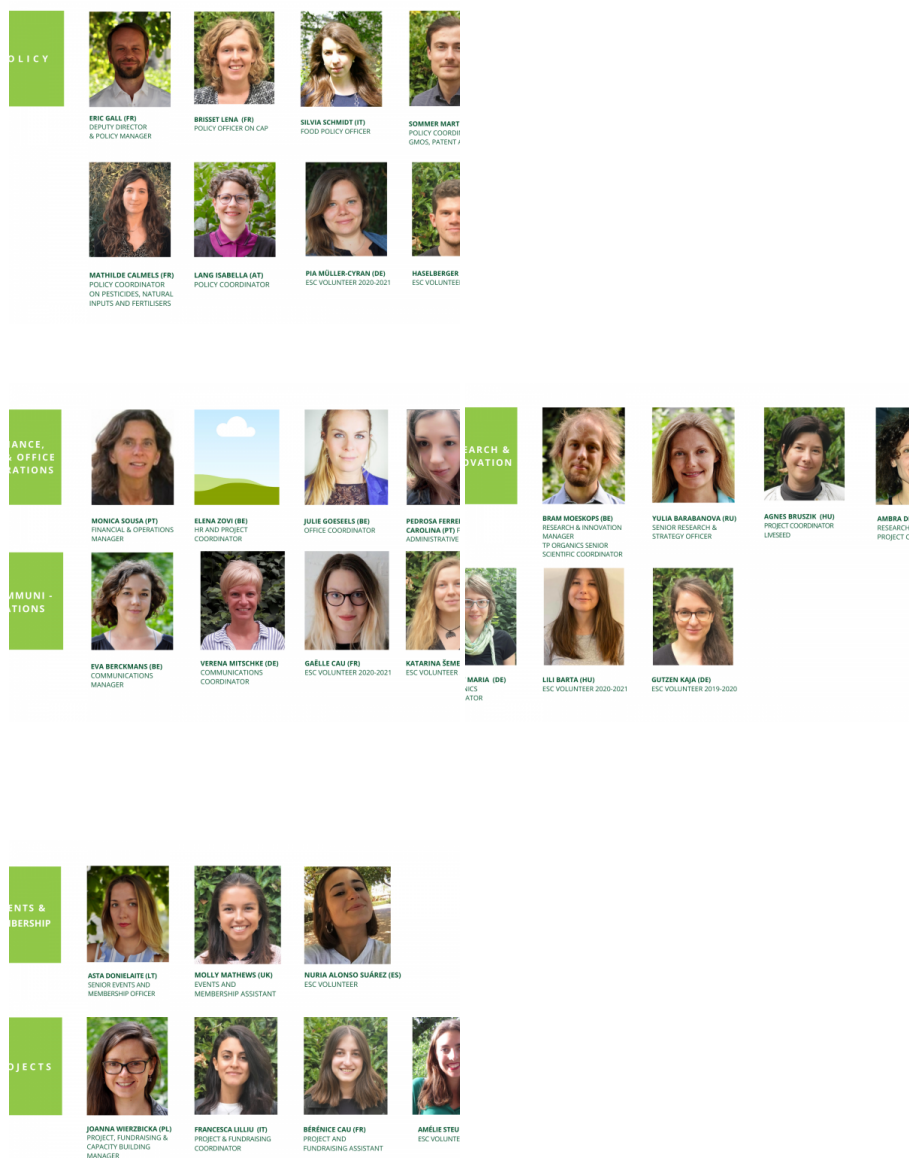 OLICY
ERIC GALL (FR)
DEPUTY DIRECTOR
& POLICY MANAGER
BRISSET LENA (FR)
POLICY OFFICER ON CAP
SILVIA SCHMIDT (IT)
FOOD POLICY OFFICER
SOMMER MART
POLICY COORDI
GMOS, PATENT
MATHILDE CALMELS (FR)
POLICY COORDINATOR
ON PESTICIDES, NATURAL
INPUTS AND FERTILISERS
LANG ISABELLA (AT)
POLICY COORDINATOR
PIA MÜLLER-CYRAN (DE)
ESC VOLUNTEER 2020-2021
HASELBERGER
ESC VOLUNTEE
IANCE,
& OFFICE
RATIONS
MONICA SOUSA (PT)
FINANCIAL & OPERATIONS
MANAGER
ELENA ZOVI (BE)
HR AND PROJECT
COORDINATOR
JULIE GOESEELS (BE)
OFFICE COORDINATOR
PEDROSA FERREI
CAROLINA (PT) F
ADMINISTRATIVE
MMUNI -
ATIONS
EVA BERCKMANS (BE)
COMMUNICATIONS
MANAGER
VERENA MITSCHKE (DE)
COMMUNICATIONS
COORDINATOR
GAËLLE CAU (FR)
ESC VOLUNTEER 2020-2021
KATARINA ŠEME
ESC VOLUNTEER
EARCH &
OVATION
BRAM MOESKOPS (BE)
RESEARCH & INNOVATION
MANAGER
TP ORGANICS SENIOR
SCIENTIFIC COORDINATOR
YULIA BARABANOVA (RU)
SENIOR RESEARCH &
STRATEGY OFFICER
AGNES BRUSZIK (HU)
PROJECT COORDINATOR
LIVESEED
AMBRA D
RESEARCH
PROJECT C
MARIA (DE)
NICS
ATOR
LILI BARTA (HU)
ESC VOLUNTEER 2020-2021
GUTZEN KAJA (DE)
ESC VOLUNTEER 2019-2020
ENTS &
MBERSHIP
ASTA DONIELAITE (LT)
SENIOR EVENTS AND
MEMBERSHIP OFFICER
MOLLY MATHEWS (UK)
EVENTS AND
MEMBERSHIP ASSISTANT
NURIA ALONSO SUÁREZ (ES)
ESC VOLUNTEER
OJECTS
JOANNA WIERZBICKA (PL)
PROJECT, FUNDRAISING &
CAPACITY BUILDING
MANAGER
FRANCESCA LILLIU (IT)
PROJECT & FUNDRAISING
COORDINATOR
BÉRÉNICE CAU (FR)
PROJECT AND
FUNDRAISING ASSISTANT
AMÉLIE STEU
ESC VOLUNTE